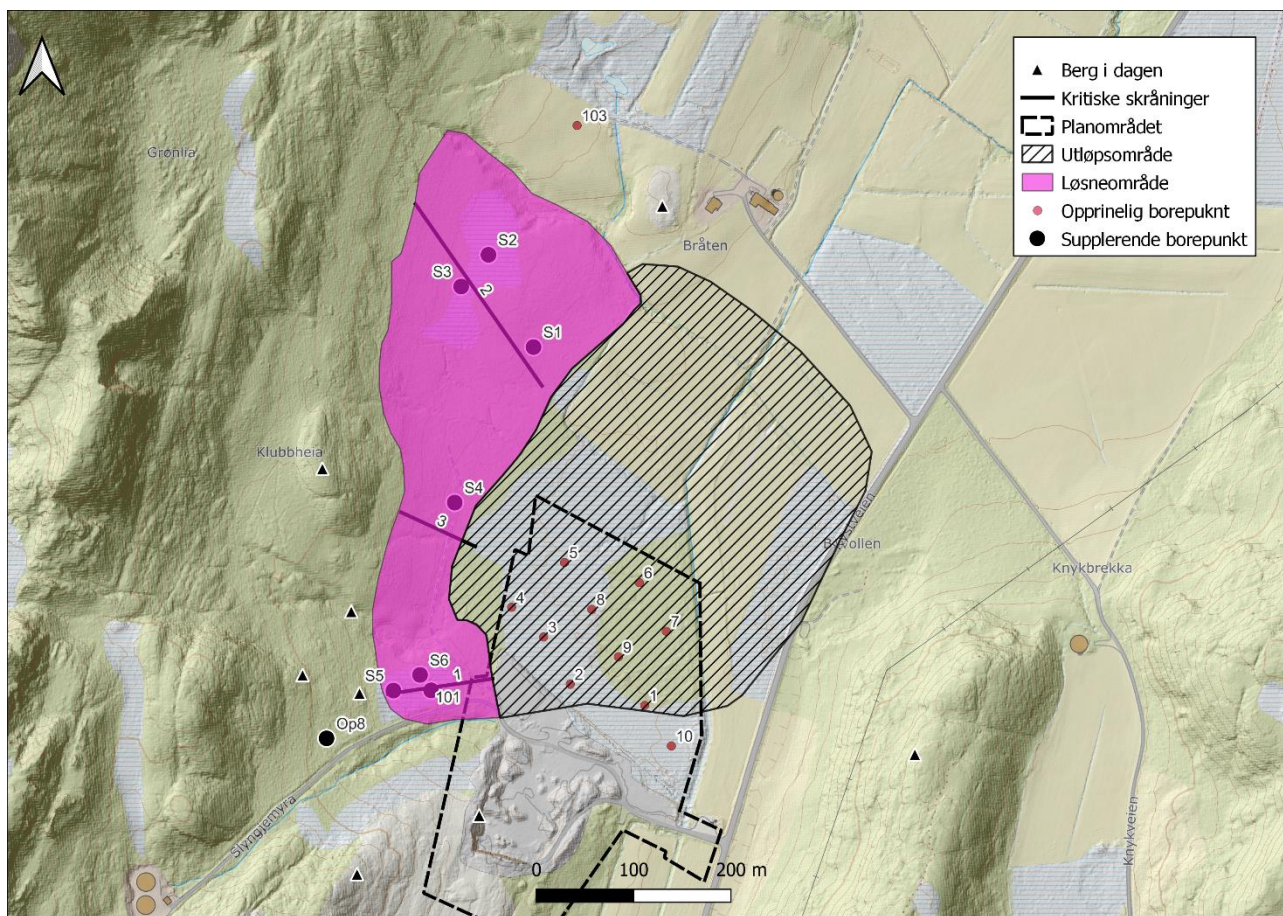 Berg i dagen
Kritiske skråninger
Planområdet
Utløpsområde
Løsneområde
Opprinelig borepuknt
Supplerende borepunkt
103
Grønlia
Bråten
S2
S3
2
S1
Klubbheia
S4
3
Knykbrekka
5
6
4
8
7
3
9
S6
1
S5
101
2
1
Op8
10
Slyngjemyra
Knykveien
0 100 200 m